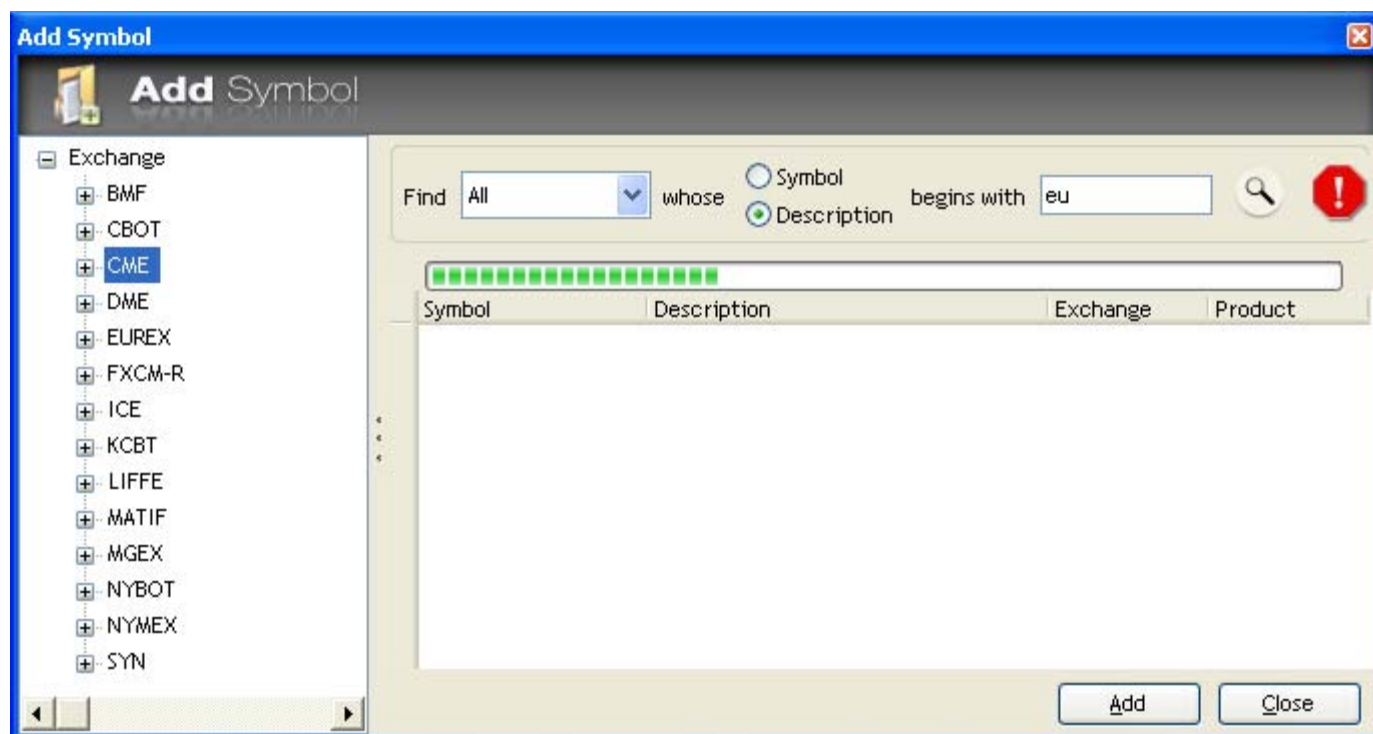 Add Symbol
Add Symbol
Exchange
BMF
CBOT
CME
DME
EUREX
FXCM-R
ICE
KCBT
LIFFE
MATIF
MGEX
NYBOT
NYMEX
SYN
Find All whose
Symbol
Description
begins with eu
Symbol Description Exchange Product
Add Close